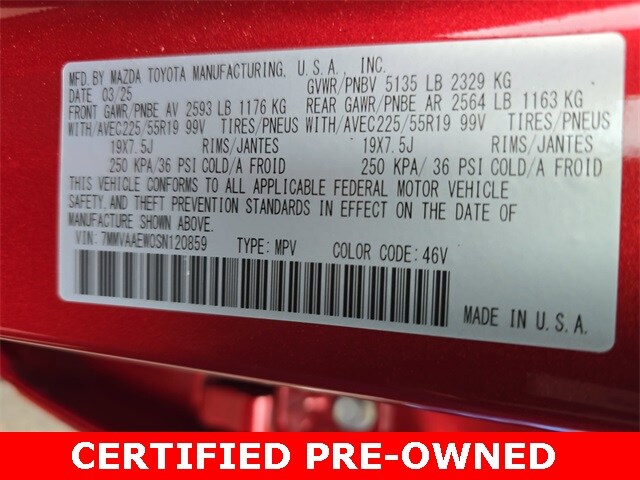 MFD. BY MAZDA TOYOTA MANUFACTURING, U.S.A., INC.
DATE 03/25 GVWR/PNBV 5135 LB 2329 KG
FRONT GAWR/PNBE AV 2593 LB 1176 KG REAR GAWR/PNBE AR 2564 LB 1163 KG
WITH/AVEC225/55R19 99V TIRES/PNEUS WITH/AVEC225/55R19 99V TIRES/PNEUS
19X7.5J RIMS/JANTES 19X7.5J RIMS/JANTES
250 KPA/36 PSI COLD/A FROID 250 KPA/ 36 PSI COLD/A FROID
THIS VEHICLE CONFORMS TO ALL APPLICABLE FEDERAL MOTOR VEHICLE
SAFETY, AND THEFT PREVENTION STANDARDS IN EFFECT ON THE DATE OF
MANUFACTURE SHOWN ABOVE.
VIN: 7MMVAAEW0SN120859 TYPE: MPV COLOR CODE: 46V
MADE IN U.S.A.
CERTIFIED PRE-OWNED